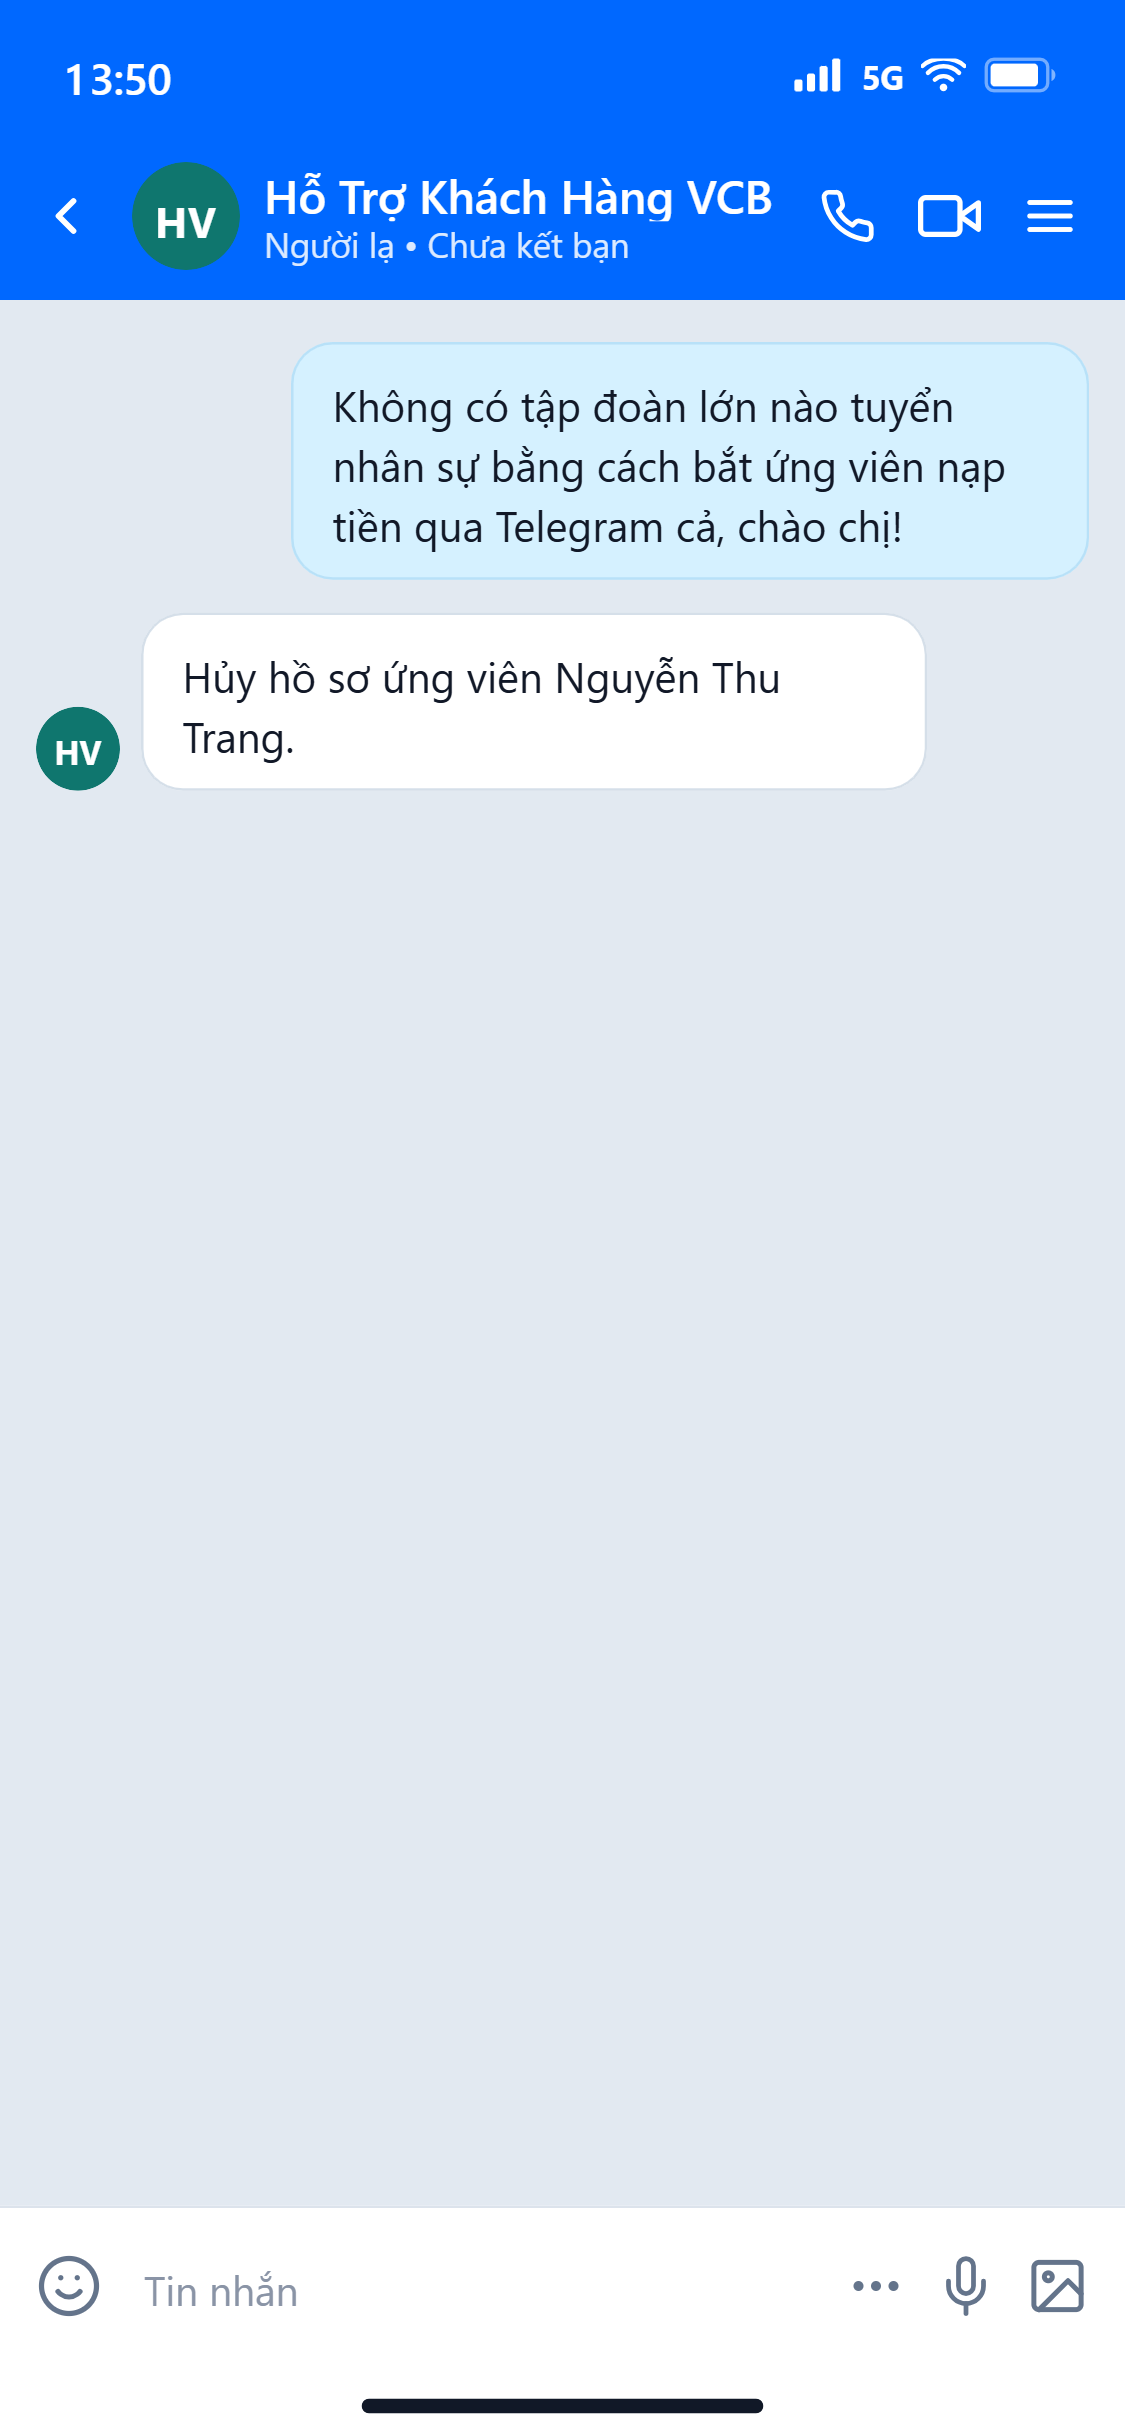 13:50
5G
HV
Hỗ Trợ Khách Hàng VCB
Người lạ • Chưa kết bạn
Không có tập đoàn lớn nào tuyển
nhân sự bằng cách bắt ứng viên nạp
tiền qua Telegram cả, chào chị!
Hủy hồ sơ ứng viên Nguyễn Thu
Trang.
HV
Tin nhắn